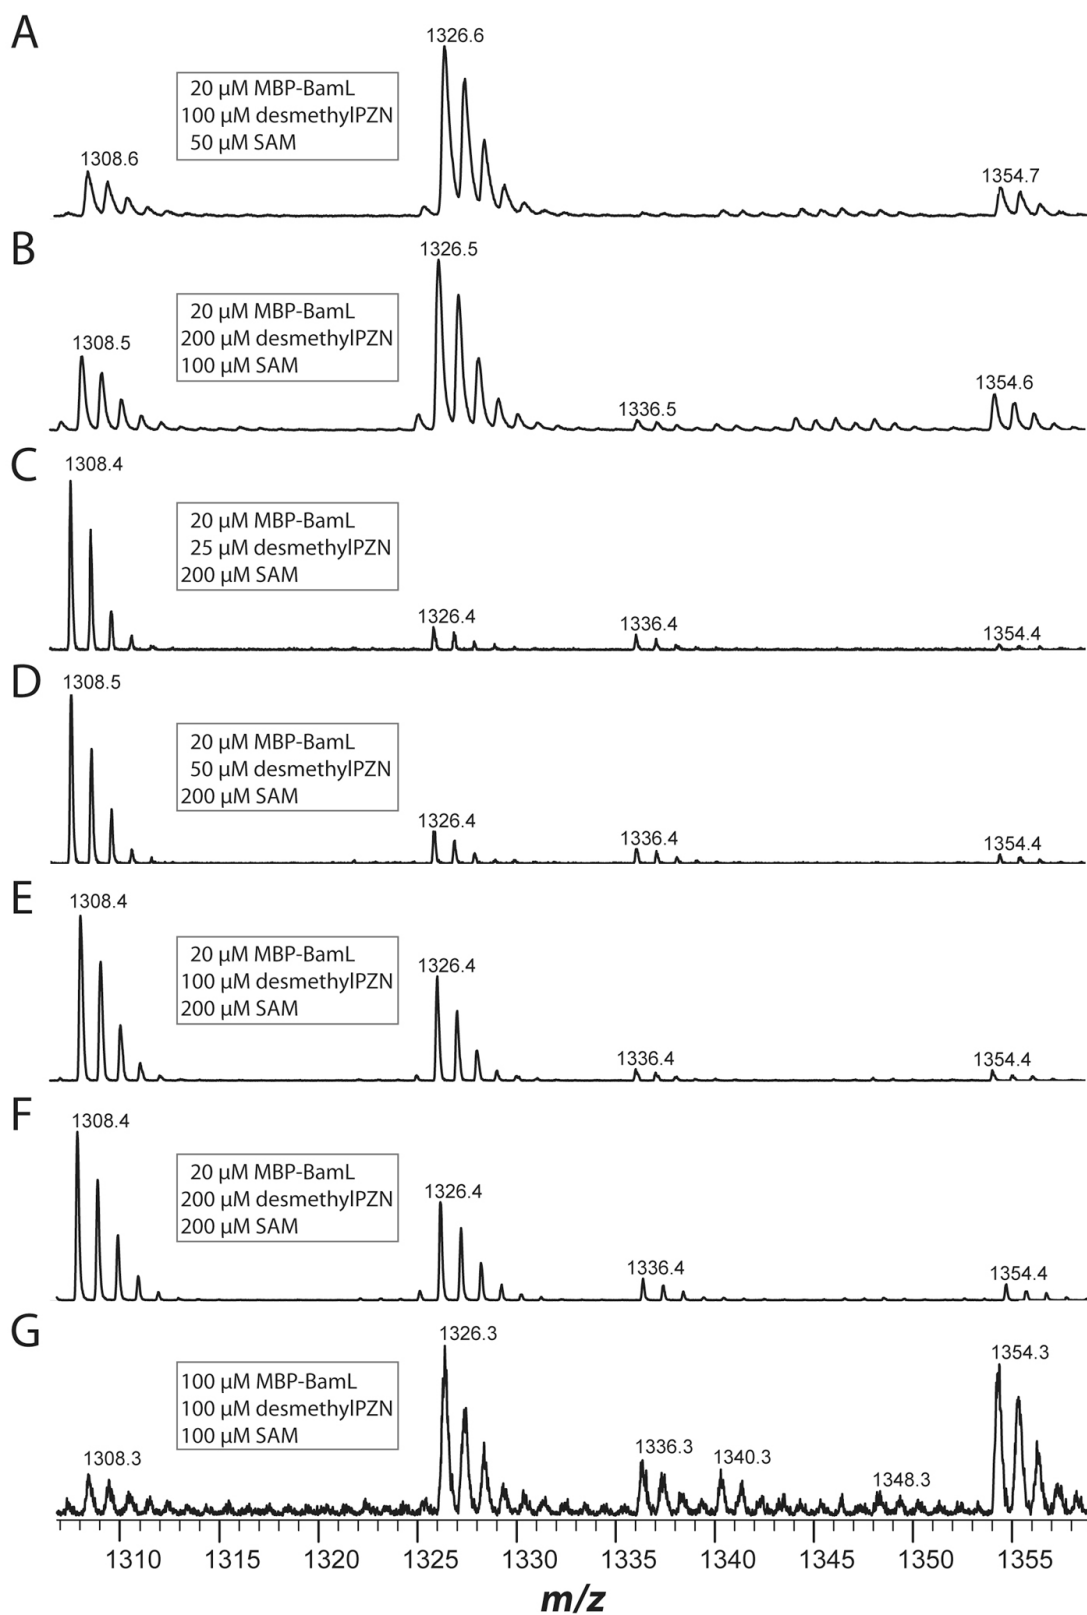 A
1326.6
20 µM MBP-BamL
100 µM desmethylPZN
50 µM SAM
1308.6
1354.7
B
1326.5
20 µM MBP-BamL
200 µM desmethylPZN
100 µM SAM
1308.5
1336.5
1354.6
C
1308.4
20 µM MBP-BamL
25 µM desmethylPZN
200 µM SAM
1326.4
1336.4
1354.4
D
1308.5
20 µM MBP-BamL
50 µM desmethylPZN
200 µM SAM
1326.4
1336.4
1354.4
E
1308.4
20 µM MBP-BamL
100 µM desmethylPZN
200 µM SAM
1326.4
1336.4
1354.4
F
1308.4
20 µM MBP-BamL
200 µM desmethylPZN
200 µM SAM
1326.4
1336.4
1354.4
G
1326.3
100 µM MBP-BamL
100 µM desmethylPZN
100 µM SAM
1308.3
1336.3
1340.3
1348.3
1354.3
1310 1315 1320 1325 1330 1335 1340 1345 1350 1355
m/z